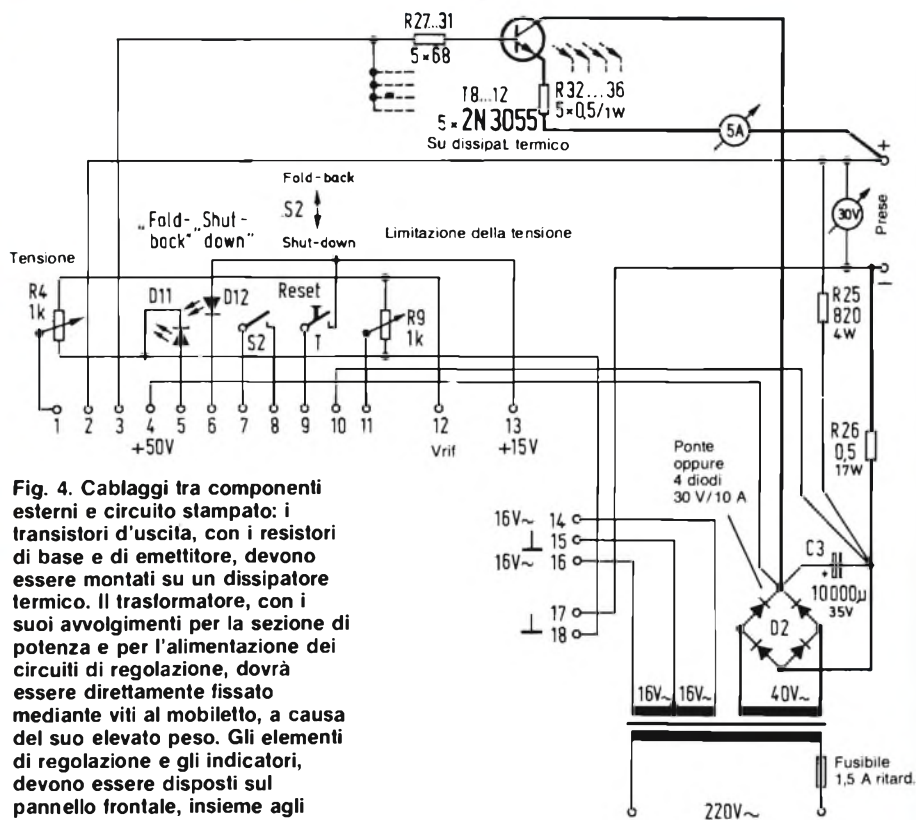 R27...31
5×68
T8...12
5×2N3055
Su dissipat. termico
R32...36
5×0,5/1W
5A
+
30V
Prese
−
Fold-back
S2
Shut-down
„Fold-back" „Shut-down"
Limitazione della tensione
Tensione
R4
1k
D11
D12
S2
Reset
T
R9
1k
R25
820
4W
R26
0,5
17W
1 2 3 4 5 6 7 8 9 10 11 12 13
+50V
Vrif
+15V
Ponte
oppure
4 diodi
30 V/10 A
16V~ 14
15
16V~ 16
17
18
C3
+
10000µ
35V
D2
16V~ 16V~ 40V~
Fusibile
1,5 A ritard.
220V~
Fig. 4. Cablaggi tra componenti
esterni e circuito stampato: i
transistori d'uscita, con i resistori
di base e di emettitore, devono
essere montati su un dissipatore
termico. Il trasformatore, con i
suoi avvolgimenti per la sezione di
potenza e per l'alimentazione dei
circuiti di regolazione, dovrà
essere direttamente fissato
mediante viti al mobiletto, a causa
del suo elevato peso. Gli elementi
di regolazione e gli indicatori,
devono essere disposti sul
pannello frontale, insieme agli